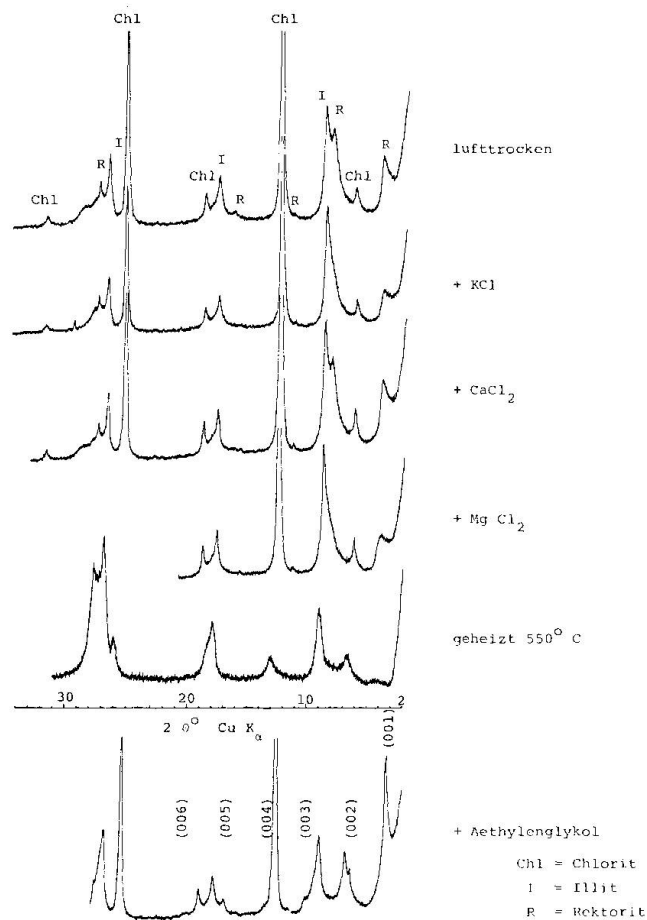 Chl Chl
I R
I R
R I Chl Chl R
Chl R R
lufttrocken
+ KCl
+ CaCl2
+ Mg Cl2
geheizt 550° C
30 20 10 2
2 θ° Cu Kα
(001)
(006) (005) (004) (003) (002)
+ Aethylenglykol
Chl = Chlorit
I = Illit
R = Rektorit